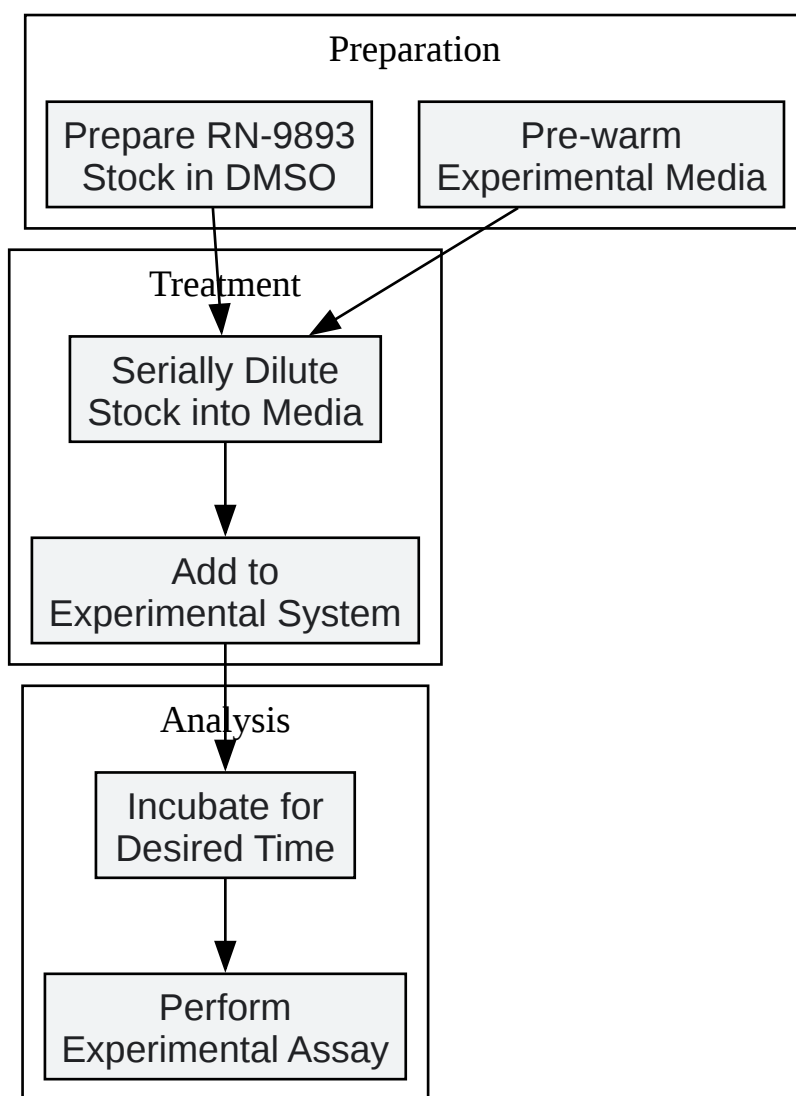 Preparation
Prepare RN-9893
Stock in DMSO
Pre-warm
Experimental Media
Treatment
Serially Dilute
Stock into Media
Add to
Experimental System
Analysis
Incubate for
Desired Time
Perform
Experimental Assay